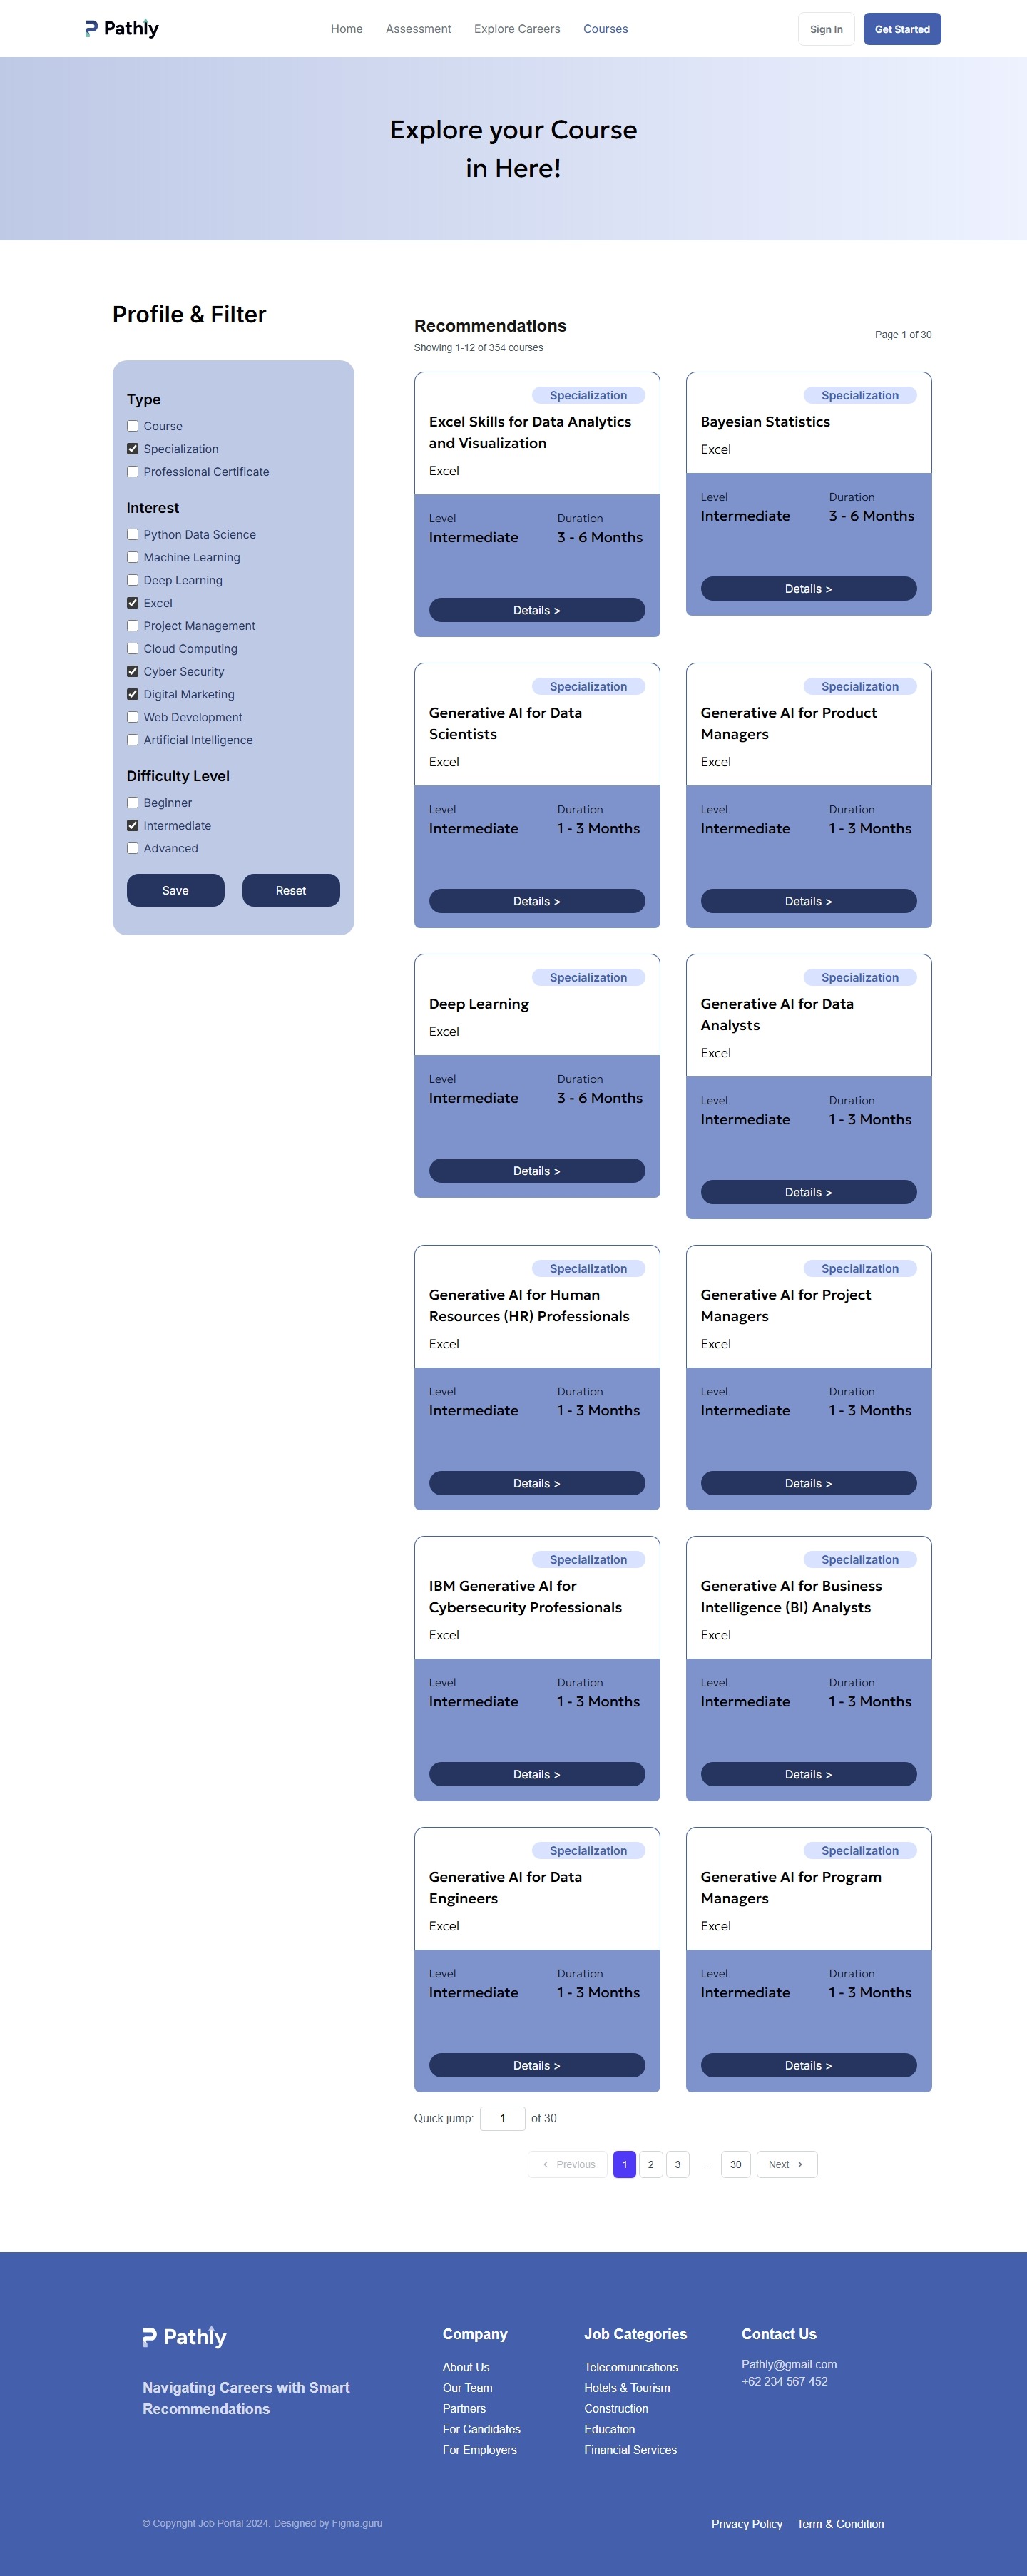 Pathly
Home
Assessment
Explore Careers
Courses
Sign In
Get Started
Explore your Course
in Here!
Profile & Filter
Type
Course
Specialization
Professional Certificate
Interest
Python Data Science
Machine Learning
Deep Learning
Excel
Project Management
Cloud Computing
Cyber Security
Digital Marketing
Web Development
Artificial Intelligence
Difficulty Level
Beginner
Intermediate
Advanced
Save
Reset
Recommendations
Showing 1-12 of 354 courses
Page 1 of 30
Specialization
Excel Skills for Data Analytics
and Visualization
Excel
Level
Duration
Intermediate
3 - 6 Months
Details >
Specialization
Bayesian Statistics
Excel
Level
Duration
Intermediate
3 - 6 Months
Details >
Specialization
Generative AI for Data
Scientists
Excel
Level
Duration
Intermediate
1 - 3 Months
Details >
Specialization
Generative AI for Product
Managers
Excel
Level
Duration
Intermediate
1 - 3 Months
Details >
Specialization
Deep Learning
Excel
Level
Duration
Intermediate
3 - 6 Months
Details >
Specialization
Generative AI for Data
Analysts
Excel
Level
Duration
Intermediate
1 - 3 Months
Details >
Specialization
Generative AI for Human
Resources (HR) Professionals
Excel
Level
Duration
Intermediate
1 - 3 Months
Details >
Specialization
Generative AI for Project
Managers
Excel
Level
Duration
Intermediate
1 - 3 Months
Details >
Specialization
IBM Generative AI for
Cybersecurity Professionals
Excel
Level
Duration
Intermediate
1 - 3 Months
Details >
Specialization
Generative AI for Business
Intelligence (BI) Analysts
Excel
Level
Duration
Intermediate
1 - 3 Months
Details >
Specialization
Generative AI for Data
Engineers
Excel
Level
Duration
Intermediate
1 - 3 Months
Details >
Specialization
Generative AI for Program
Managers
Excel
Level
Duration
Intermediate
1 - 3 Months
Details >
Quick jump: 1 of 30
‹ Previous 1 2 3 ... 30 Next ›
Pathly
Navigating Careers with Smart
Recommendations
Company
About Us
Our Team
Partners
For Candidates
For Employers
Job Categories
Telecomunications
Hotels & Tourism
Construction
Education
Financial Services
Contact Us
Pathly@gmail.com
+62 234 567 452
© Copyright Job Portal 2024. Designed by Figma.guru
Privacy Policy
Term & Condition